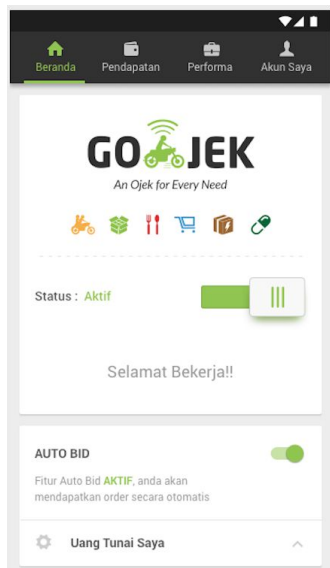 Beranda Pendapatan Performa Akun Saya
GO JEK
An Ojek for Every Need
Status : Aktif
Selamat Bekerja!!
AUTO BID
Fitur Auto Bid AKTIF, anda akan
mendapatkan order secara otomatis
Uang Tunai Saya